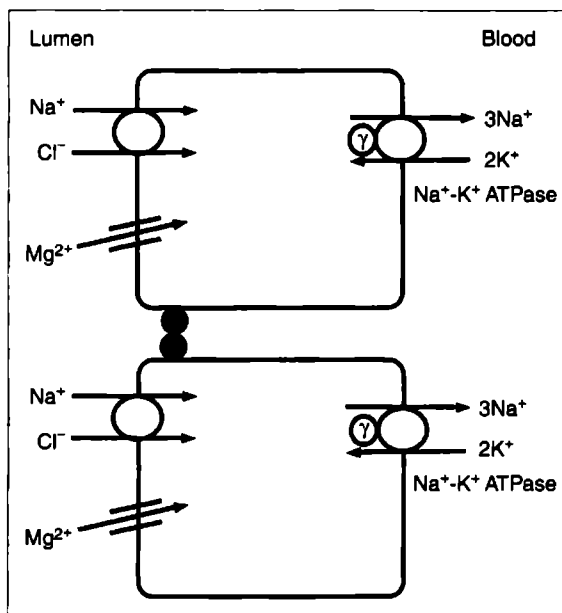 Lumen Blood
Na⁺ 3Na⁺
γ
Cl⁻ 2K⁺
Na⁺-K⁺ ATPase
Mg²⁺
Na⁺ 3Na⁺
γ
Cl⁻ 2K⁺
Na⁺-K⁺ ATPase
Mg²⁺